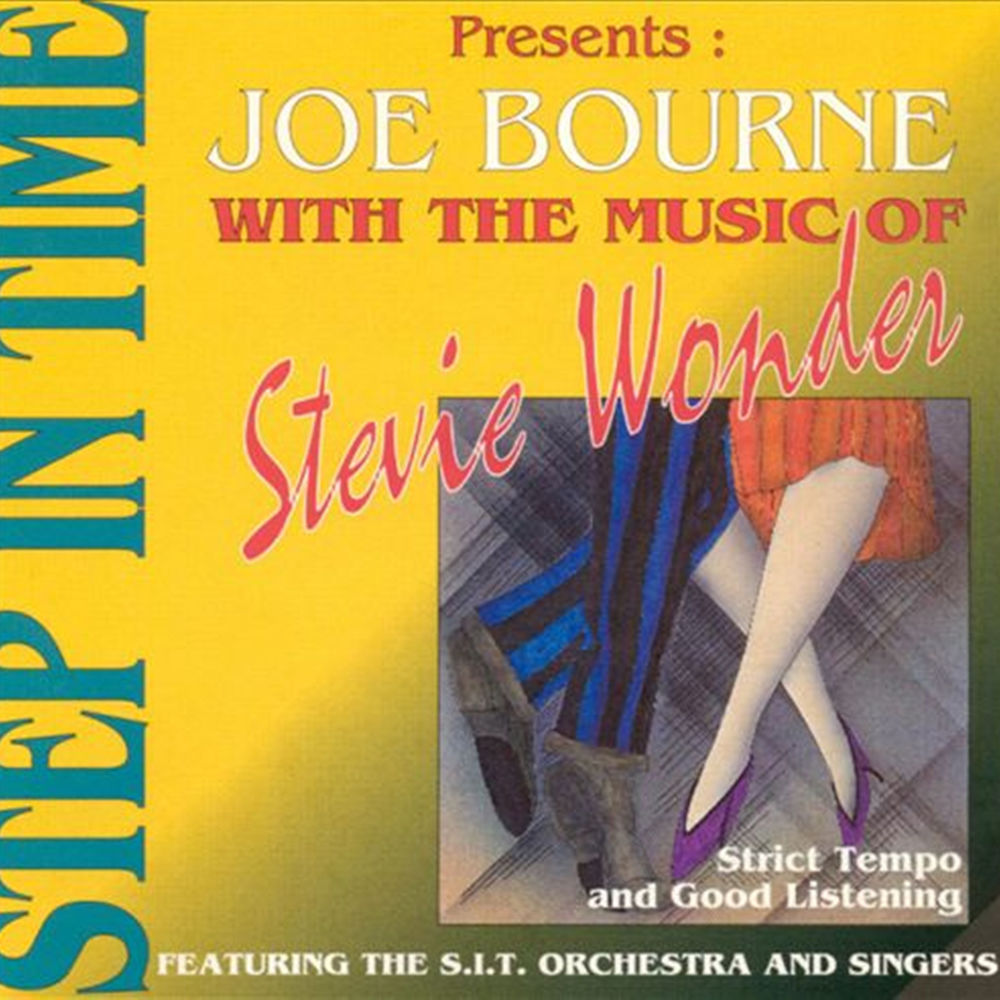 STEP IN TIME
Presents :
JOE BOURNE
WITH THE MUSIC OF
Stevie Wonder
Strict Tempo
and Good Listening
FEATURING THE S.I.T. ORCHESTRA AND SINGERS